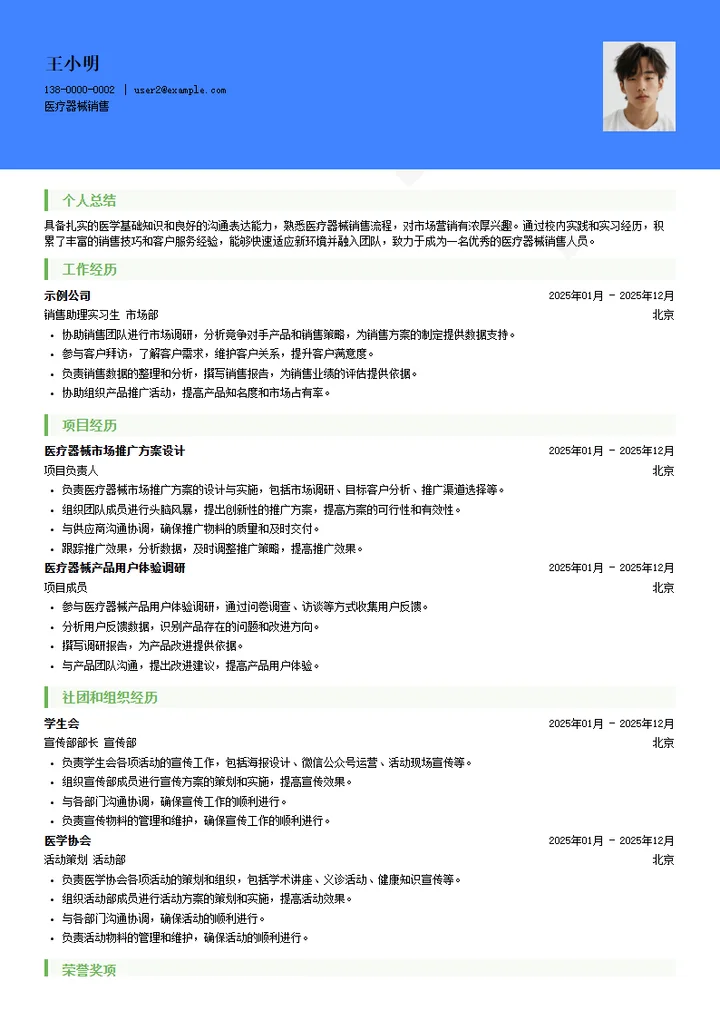 王小明
138-0000-0002 | user2@example.com
医疗器械销售
个人总结
具备扎实的医学基础知识和良好的沟通表达能力，熟悉医疗器械销售流程，对市场营销有浓厚兴趣。通过校内实践和实习经历，积
累了丰富的销售技巧和客户服务经验，能够快速适应新环境并融入团队，致力于成为一名优秀的医疗器械销售人员。
工作经历
示例公司 2025年01月 - 2025年12月
销售助理实习生 市场部 北京
• 协助销售团队进行市场调研，分析竞争对手产品和销售策略，为销售方案的制定提供数据支持。
• 参与客户拜访，了解客户需求，维护客户关系，提升客户满意度。
• 负责销售数据的整理和分析，撰写销售报告，为销售业绩的评估提供依据。
• 协助组织产品推广活动，提高产品知名度和市场占有率。
项目经历
医疗器械市场推广方案设计 2025年01月 - 2025年12月
项目负责人 北京
• 负责医疗器械市场推广方案的设计与实施，包括市场调研、目标客户分析、推广渠道选择等。
• 组织团队成员进行头脑风暴，提出创新性的推广方案，提高方案的可行性和有效性。
• 与供应商沟通协调，确保推广物料的质量和及时交付。
• 跟踪推广效果，分析数据，及时调整推广策略，提高推广效果。
医疗器械产品用户体验调研 2025年01月 - 2025年12月
项目成员 北京
• 参与医疗器械产品用户体验调研，通过问卷调查、访谈等方式收集用户反馈。
• 分析用户反馈数据，识别产品存在的问题和改进方向。
• 撰写调研报告，为产品改进提供依据。
• 与产品团队沟通，提出改进建议，提高产品用户体验。
社团和组织经历
学生会 2025年01月 - 2025年12月
宣传部部长 宣传部 北京
• 负责学生会各项活动的宣传工作，包括海报设计、微信公众号运营、活动现场宣传等。
• 组织宣传部成员进行宣传方案的策划和实施，提高宣传效果。
• 与各部门沟通协调，确保宣传工作的顺利进行。
• 负责宣传物料的管理和维护，确保宣传工作的顺利进行。
医学协会 2025年01月 - 2025年12月
活动策划 活动部 北京
• 负责医学协会各项活动的策划和组织，包括学术讲座、义诊活动、健康知识宣传等。
• 组织活动部成员进行活动方案的策划和实施，提高活动效果。
• 与各部门沟通协调，确保活动的顺利进行。
• 负责活动物料的管理和维护，确保活动的顺利进行。
荣誉奖项